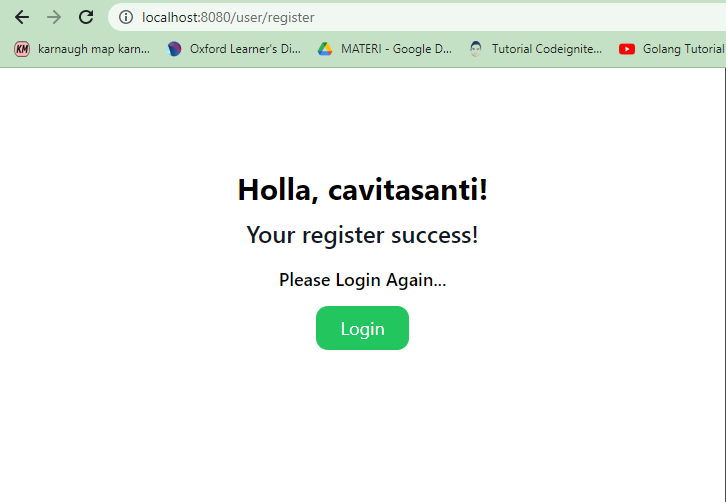 localhost:8080/user/register
KM karnaugh map karn... Oxford Learner's Di... MATERI - Google D... Tutorial Codeignite... Golang Tutorial
Holla, cavitasanti!
Your register success!
Please Login Again...
Login